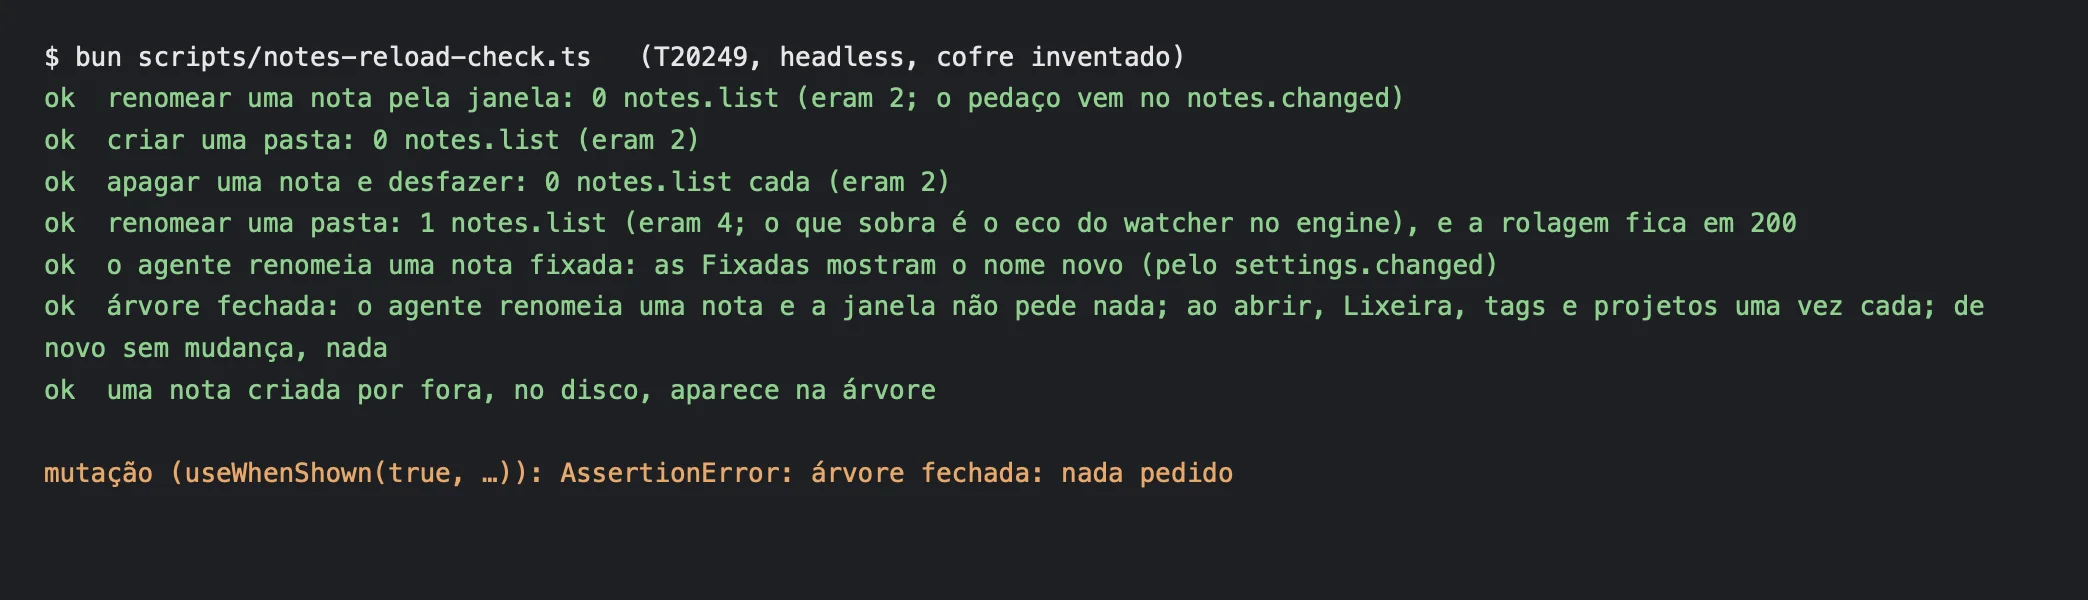 $ bun scripts/notes-reload-check.ts   (T20249, headless, cofre inventado)
ok  renomear uma nota pela janela: 0 notes.list (eram 2; o pedaço vem no notes.changed)
ok  criar uma pasta: 0 notes.list (eram 2)
ok  apagar uma nota e desfazer: 0 notes.list cada (eram 2)
ok  renomear uma pasta: 1 notes.list (eram 4; o que sobra é o eco do watcher no engine), e a rolagem fica em 200
ok  o agente renomeia uma nota fixada: as Fixadas mostram o nome novo (pelo settings.changed)
ok  árvore fechada: o agente renomeia uma nota e a janela não pede nada; ao abrir, Lixeira, tags e projetos uma vez cada; de
novo sem mudança, nada
ok  uma nota criada por fora, no disco, aparece na árvore
mutação (useWhenShown(true, …)): AssertionError: árvore fechada: nada pedido